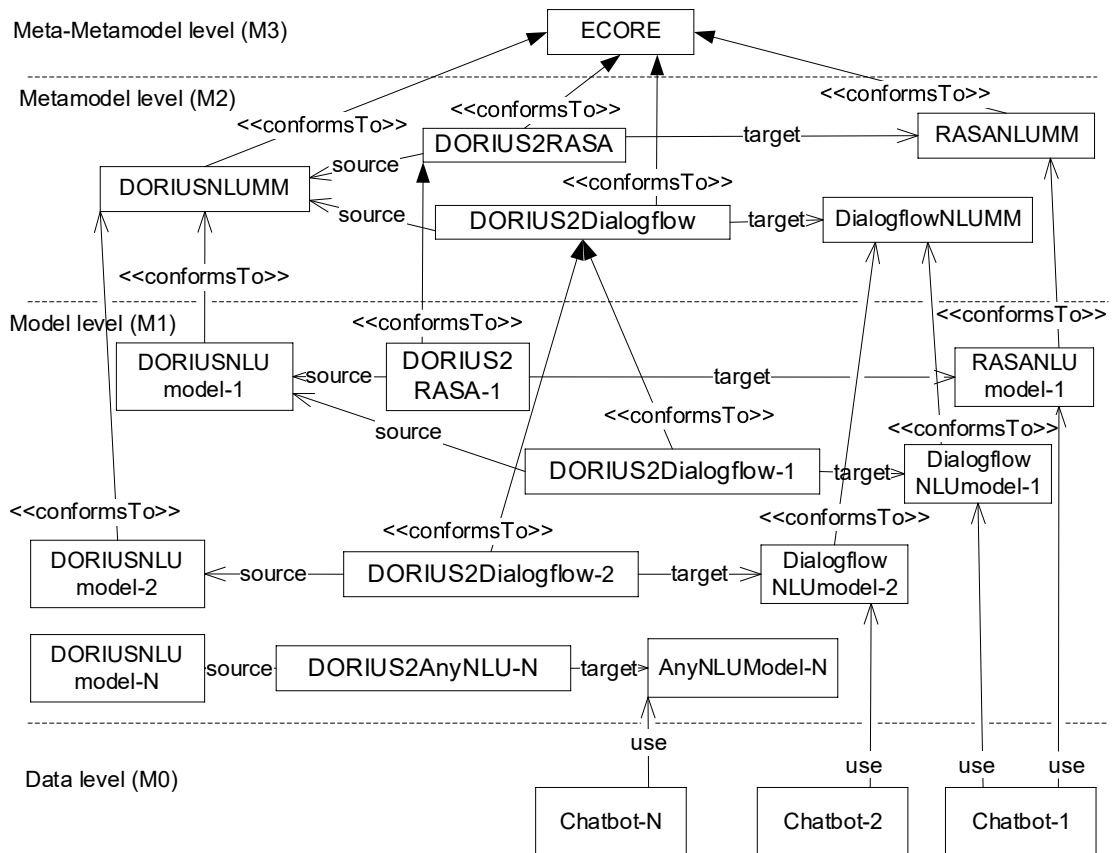 Meta-Metamodel level (M3)
ECORE
Metamodel level (M2)
<<conformsTo>>
<<conformsTo>>
<<conformsTo>>
DORIUS2RASA
target
RASANLUMM
source
DORIUSNLUMM
<<conformsTo>>
source
DORIUS2Dialogflow
target
DialogflowNLUMM
<<conformsTo>>
Model level (M1)
<<conformsTo>>
<<conformsTo>>
DORIUSNLU
model-1
source
DORIUS2
RASA-1
target
RASANLU
model-1
<<conformsTo>>
source
<<conformsTo>>
DORIUS2Dialogflow-1
target
Dialogflow
NLUmodel-1
<<conformsTo>>
<<conformsTo>>
<<conformsTo>>
DORIUSNLU
model-2
source
DORIUS2Dialogflow-2
target
Dialogflow
NLUmodel-2
DORIUSNLU
model-N
source
DORIUS2AnyNLU-N
target
AnyNLUModel-N
use
use
use
use
Data level (M0)
Chatbot-N
Chatbot-2
Chatbot-1